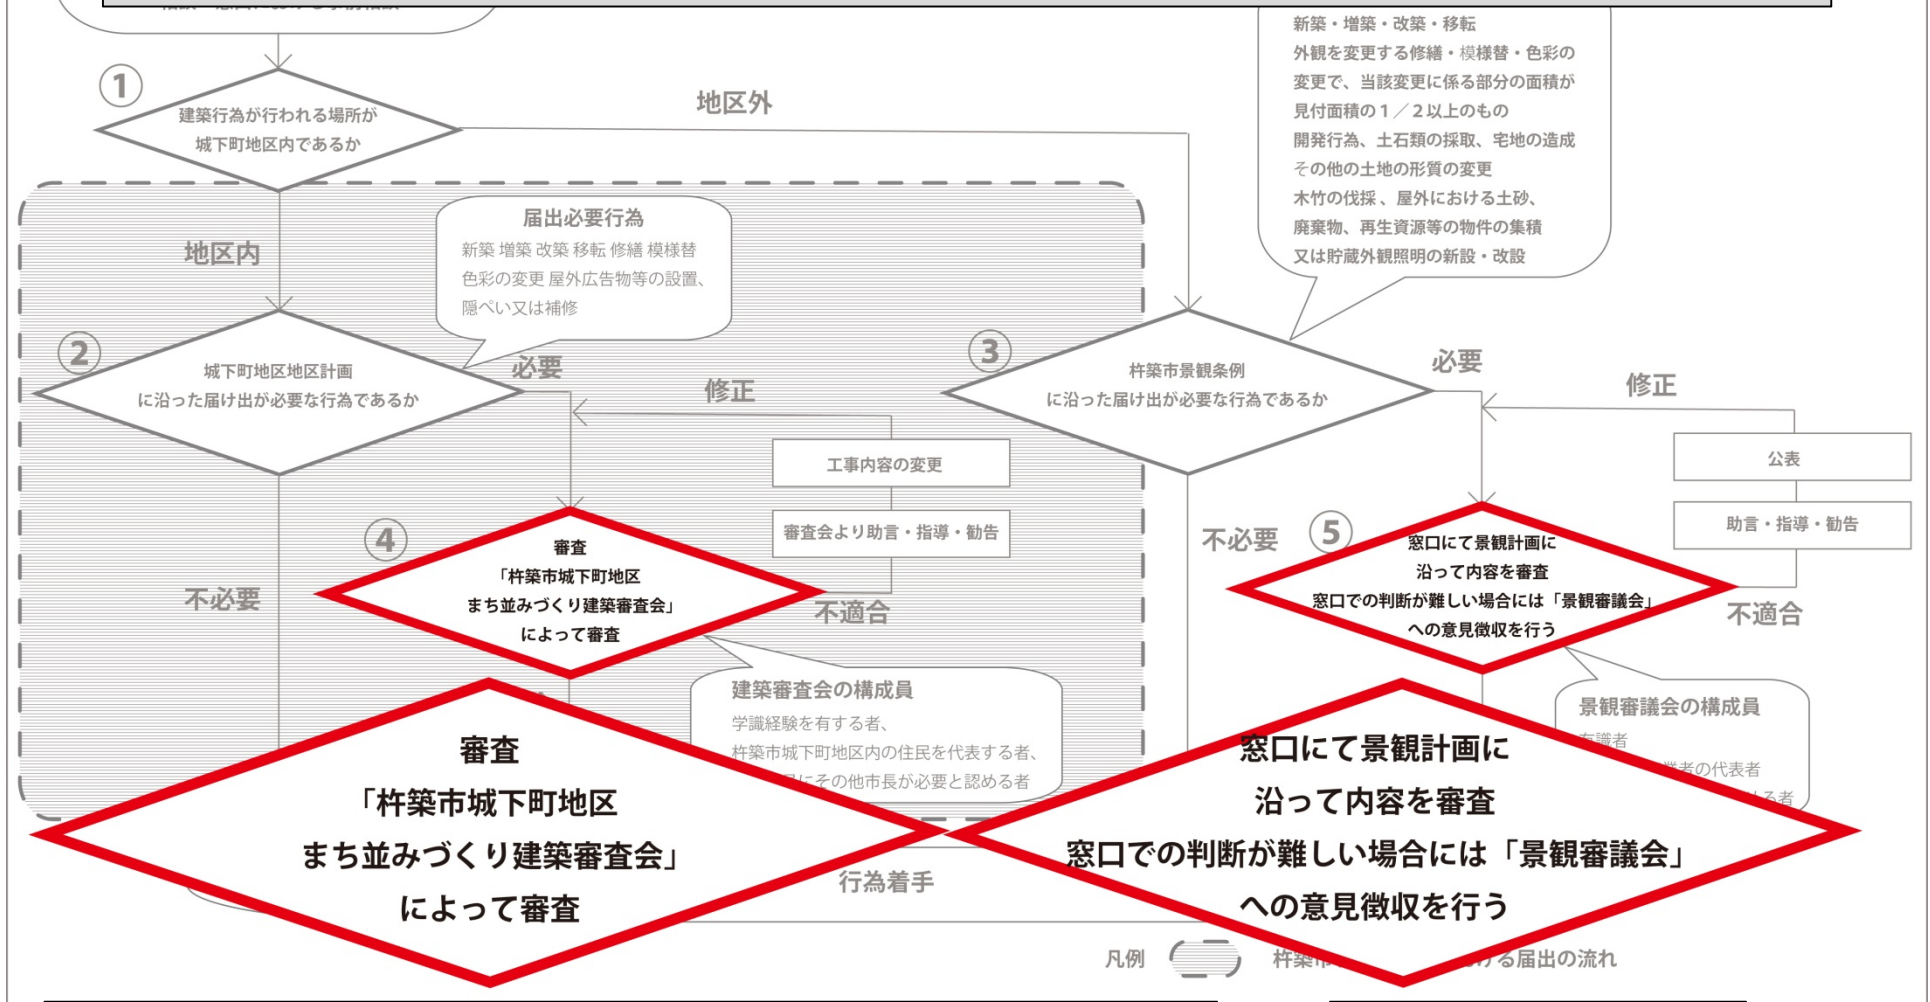 新築・増築・改築・移転
外観を変更する修繕・模様替・色彩の
変更で、当該変更に係る部分の面積が
見付面積の1／2以上のもの
開発行為、土石類の採取、宅地の造成
その他の土地の形質の変更
木竹の伐採、屋外における土砂、
廃棄物、再生資源等の物件の集積
又は貯蔵外観照明の新設・改設
①
建築行為が行われる場所が
城下町地区内であるか
地区外
地区内
届出必要行為
新築 増築 改築 移転 修繕 模様替
色彩の変更 屋外広告物等の設置、
隠ぺい又は補修
②
城下町地区地区計画
に沿った届け出が必要な行為であるか
必要
修正
③
杵築市景観条例
に沿った届け出が必要な行為であるか
必要
修正
工事内容の変更
審査会より助言・指導・勧告
公表
助言・指導・勧告
不必要
④
審査
「杵築市城下町地区
まち並みづくり建築審査会」
によって審査
不適合
不必要
⑤
窓口にて景観計画に
沿って内容を審査
窓口での判断が難しい場合には「景観審議会」
への意見徴収を行う
不適合
建築審査会の構成員
学識経験を有する者、
杵築市城下町地区内の住民を代表する者、
にその他市長が必要と認める者
景観審議会の構成員
有識者
業者の代表者
る者
審査
「杵築市城下町地区
まち並みづくり建築審査会」
によって審査
窓口にて景観計画に
沿って内容を審査
窓口での判断が難しい場合には「景観審議会」
への意見徴収を行う
行為着手
凡例
杵築市
ける届出の流れ